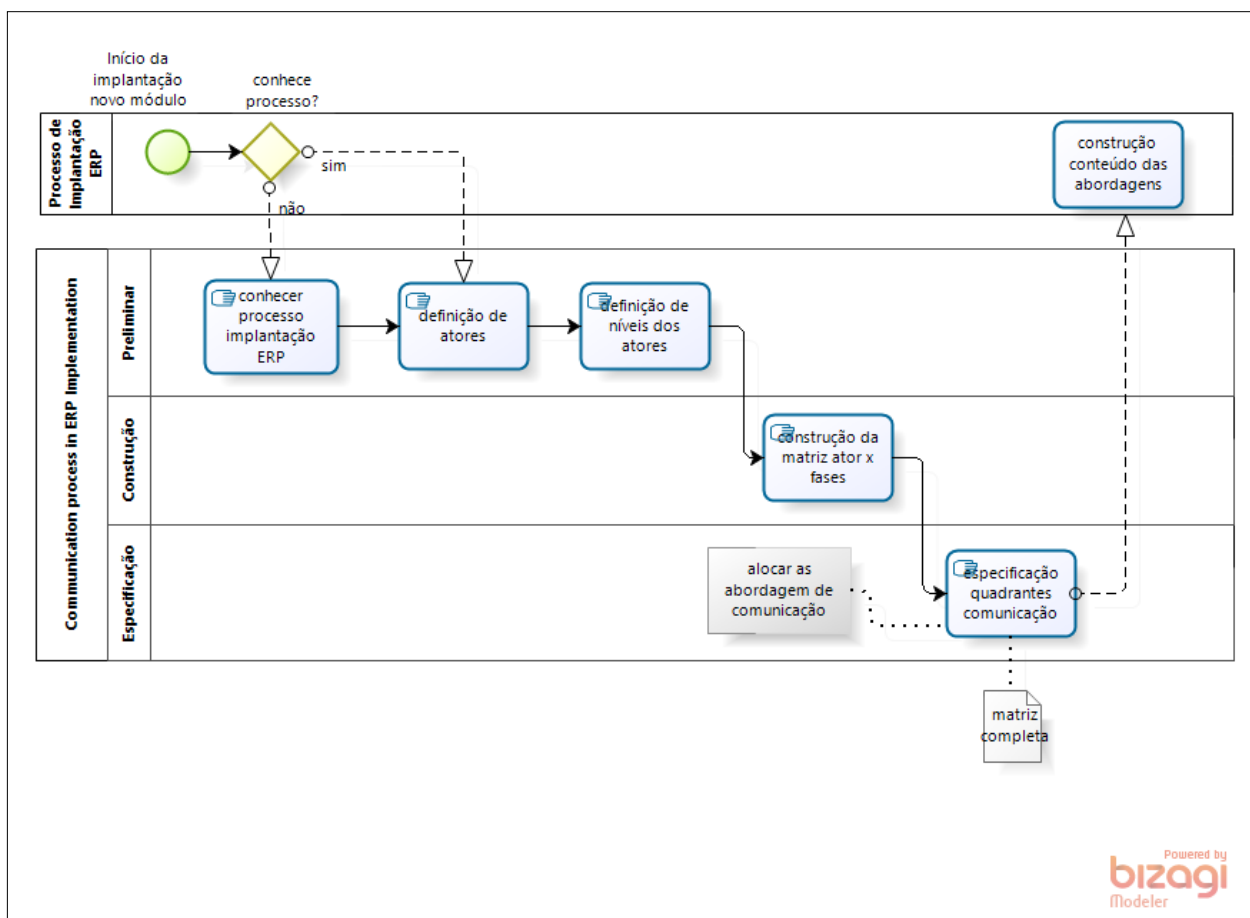 Início da
implantação
novo módulo
conhece
processo?
Processo de
Implantação
ERP
sim
não
construção
conteúdo das
abordagens
Communication process in ERP Implementation
Preliminar
conhecer
processo
implantação
ERP
definição de
atores
definição de
níveis dos
atores
Construção
construção da
matriz ator x
fases
Especificação
alocar as
abordagem de
comunicação
especificação
quadrantes
comunicação
matriz
completa
Powered by
bizagi
Modeler